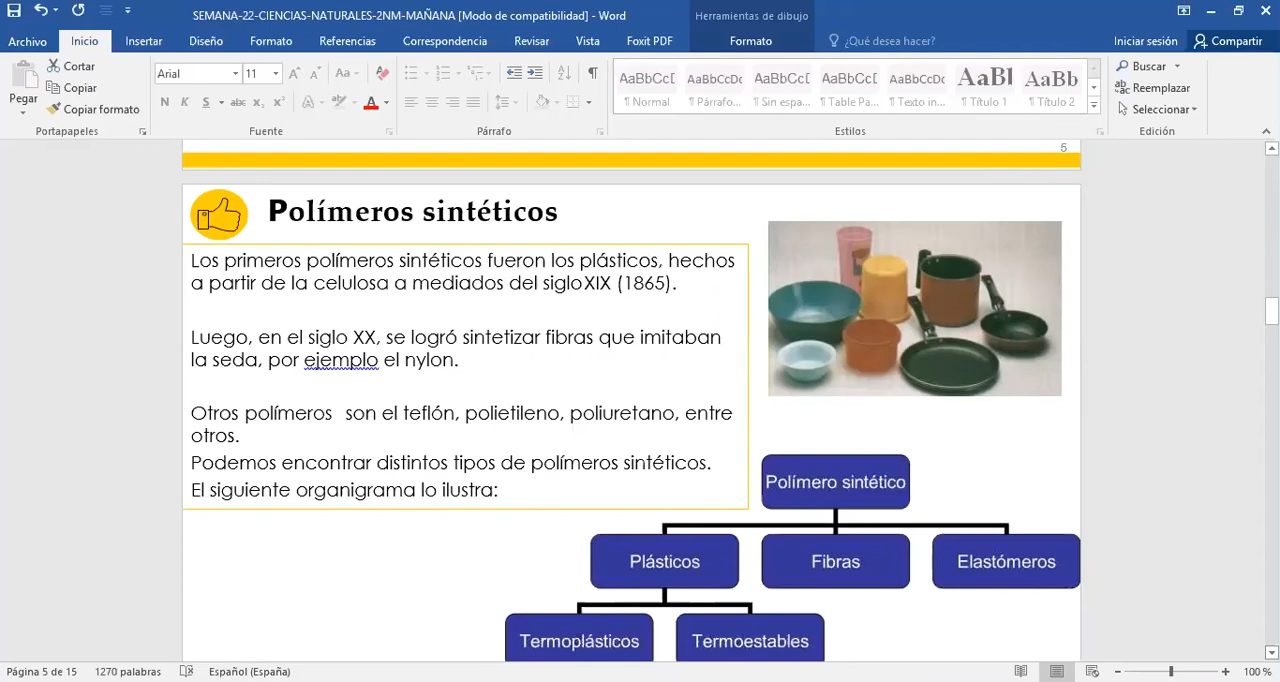 SEMANA-22-CIENCIAS-NATURALES-2NM-MAÑANA [Modo de compatibilidad] - Word
Herramientas de dibujo
Archivo
Inicio
Insertar
Diseño
Formato
Referencias
Correspondencia
Revisar
Vista
Foxit PDF
Formato
¿Qué desea hacer?
Iniciar sesión
Compartir
Pegar
Cortar
Copiar
Copiar formato
Portapapeles
Arial
11
A A Aa
N K S abc x₂ x²
A A
Fuente
Párrafo
AaBbCcD
¶ Normal
AaBbCcDc
¶ Párrafo...
AaBbCcD
¶ Sin espa...
AaBbCcD
¶ Table Pa...
AaBbCcDc
¶ Texto in...
AaBl
¶ Título 1
AaBb
¶ Título 2
Estilos
Buscar
Reemplazar
Seleccionar
Edición
5
Polímeros sintéticos
Los primeros polímeros sintéticos fueron los plásticos, hechos
a partir de la celulosa a mediados del siglo XIX (1865).
Luego, en el siglo XX, se logró sintetizar fibras que imitaban
la seda, por ejemplo el nylon.
Otros polímeros son el teflón, polietileno, poliuretano, entre
otros.
Podemos encontrar distintos tipos de polímeros sintéticos.
El siguiente organigrama lo ilustra:
Polímero sintético
Plásticos
Fibras
Elastómeros
Termoplásticos
Termoestables
Página 5 de 15
1270 palabras
Español (España)
100 %